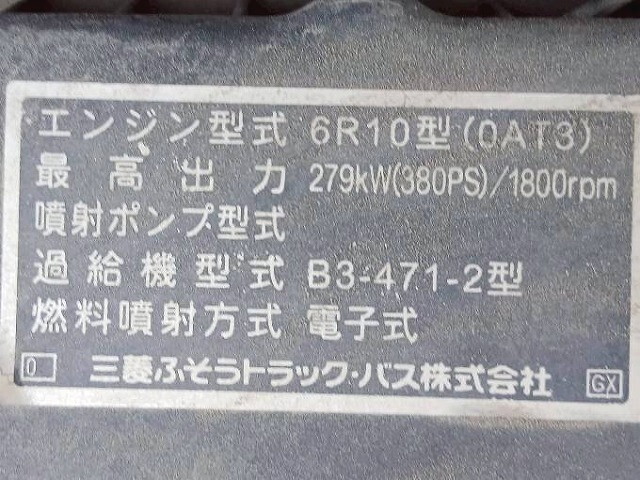 エンジン型式 6R10型(0AT3)
最高出力 279kW(380PS)/1800rpm
噴射ポンプ型式
過給機型式 B3-471-2型
燃料噴射方式 電子式
0 三菱ふそうトラック・バス株式会社 GX